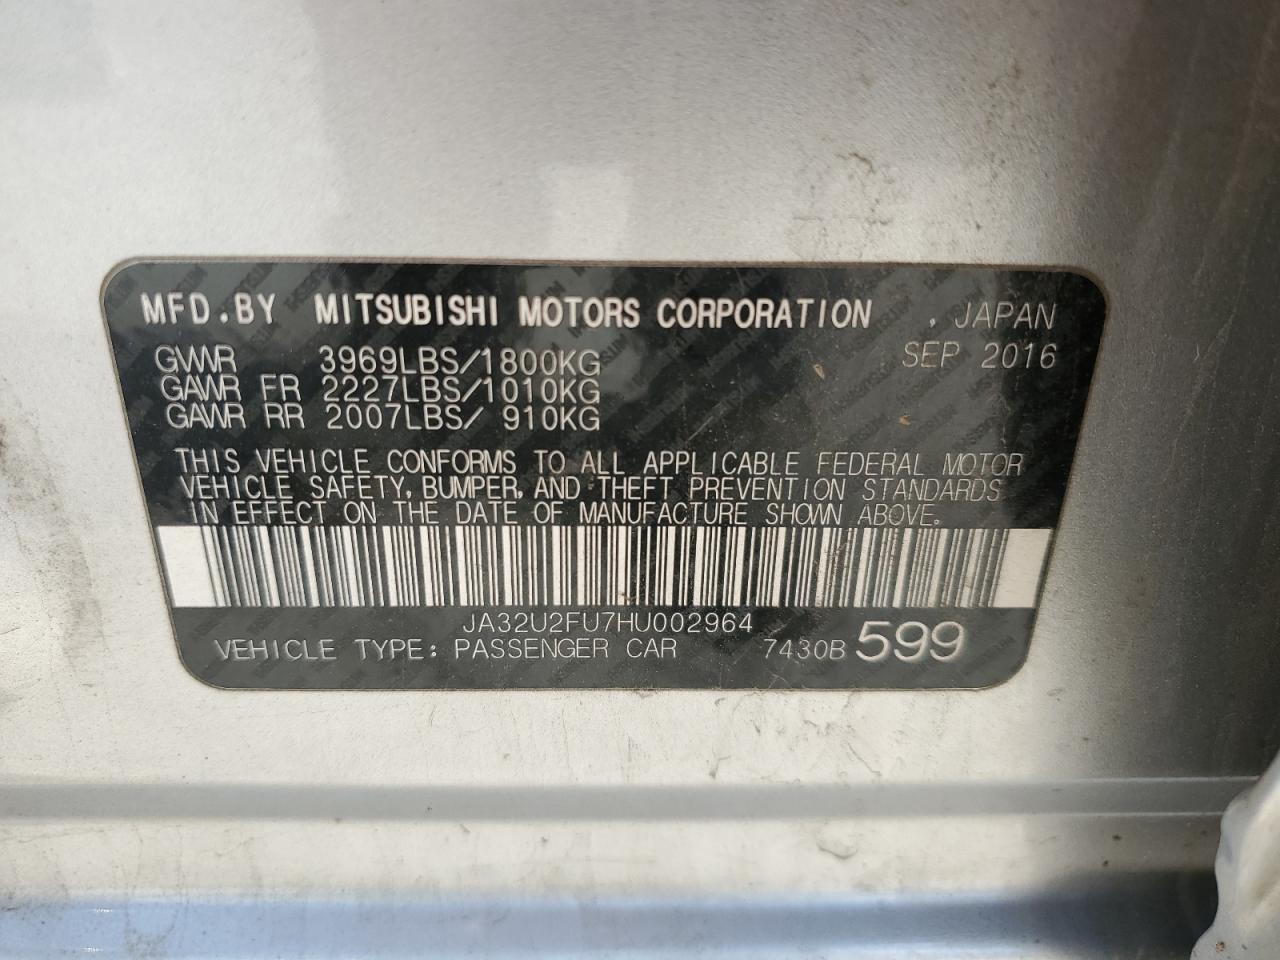 MFD.BY MITSUBISHI MOTORS CORPORATION , JAPAN
GVWR 3969LBS/1800KG SEP 2016
GAWR FR 2227LBS/1010KG
GAWR RR 2007LBS/ 910KG
THIS VEHICLE CONFORMS TO ALL APPLICABLE FEDERAL MOTOR
VEHICLE SAFETY, BUMPER, AND THEFT PREVENTION STANDARDS
IN EFFECT ON THE DATE OF MANUFACTURE SHOWN ABOVE.
JA32U2FU7HU002964
VEHICLE TYPE: PASSENGER CAR 7430B 599